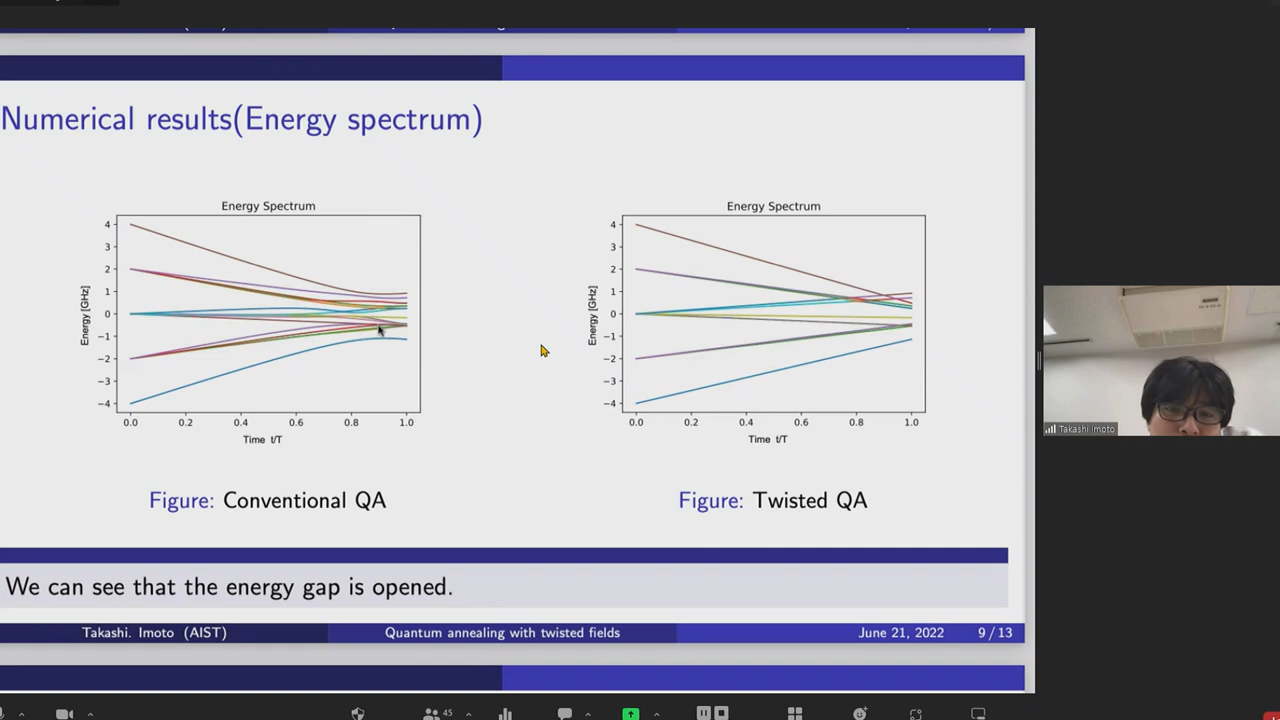 Numerical results(Energy spectrum)
Energy Spectrum
4
3
2
1
0
−1
−2
−3
−4
Energy [GHz]
0.0 0.2 0.4 0.6 0.8 1.0
Time t/T
Figure: Conventional QA
Energy Spectrum
4
3
2
1
0
−1
−2
−3
−4
Energy [GHz]
0.0 0.2 0.4 0.6 0.8 1.0
Time t/T
Figure: Twisted QA
We can see that the energy gap is opened.
Takashi. Imoto (AIST) Quantum annealing with twisted fields June 21, 2022 9 / 13
Takashi Imoto
45